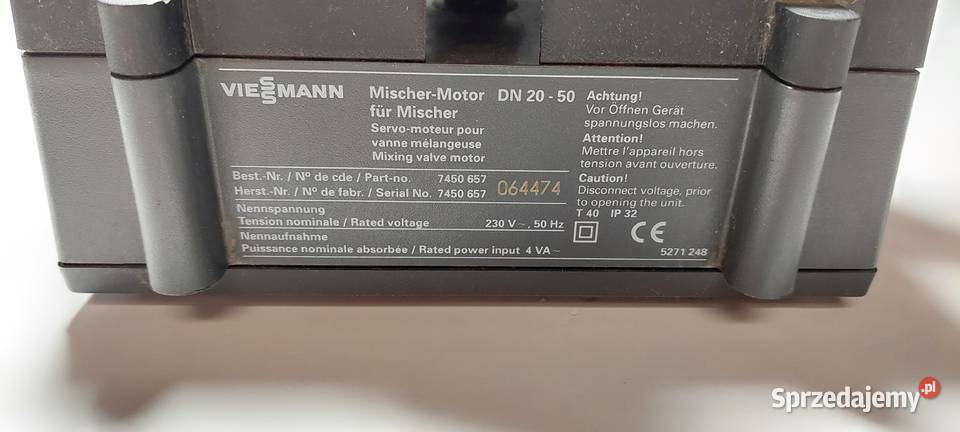 VIESSMANN
Mischer-Motor DN 20 - 50
für Mischer
Servo-moteur pour
vanne mélangeuse
Mixing valve motor
Best.-Nr. / Nº de cde / Part-no. 7450 657
Herst.-Nr. / Nº de fabr. / Serial No. 7450 657 064474
Nennspannung
Tension nominale / Rated voltage 230 V~, 50 Hz
Nennaufnahme
Puissance nominale absorbée / Rated power input 4 VA~
Achtung!
Vor Öffnen Gerät
spannungslos machen.
Attention!
Mettre l'appareil hors
tension avant ouverture.
Caution!
Disconnect voltage, prior
to opening the unit.
T 40 IP 32
CE
5271 248
Sprzedajemy.pl